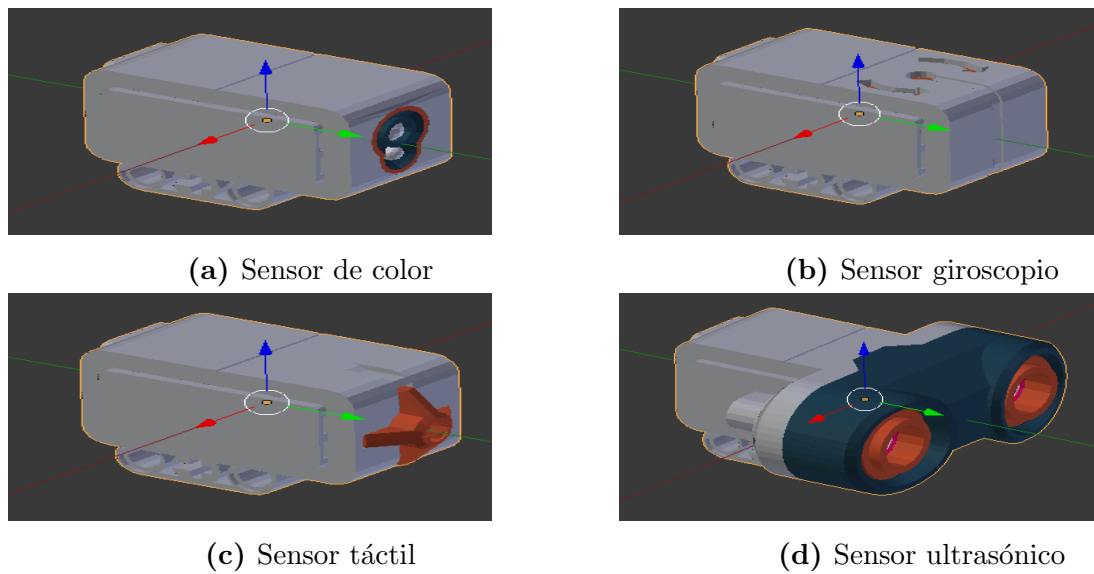 (a) Sensor de color
(b) Sensor giroscopio
(c) Sensor táctil
(d) Sensor ultrasónico